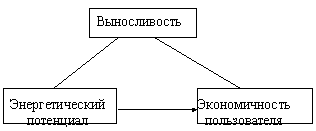 Выносливость
Энергетический
потенциал
Экономичность
пользователя